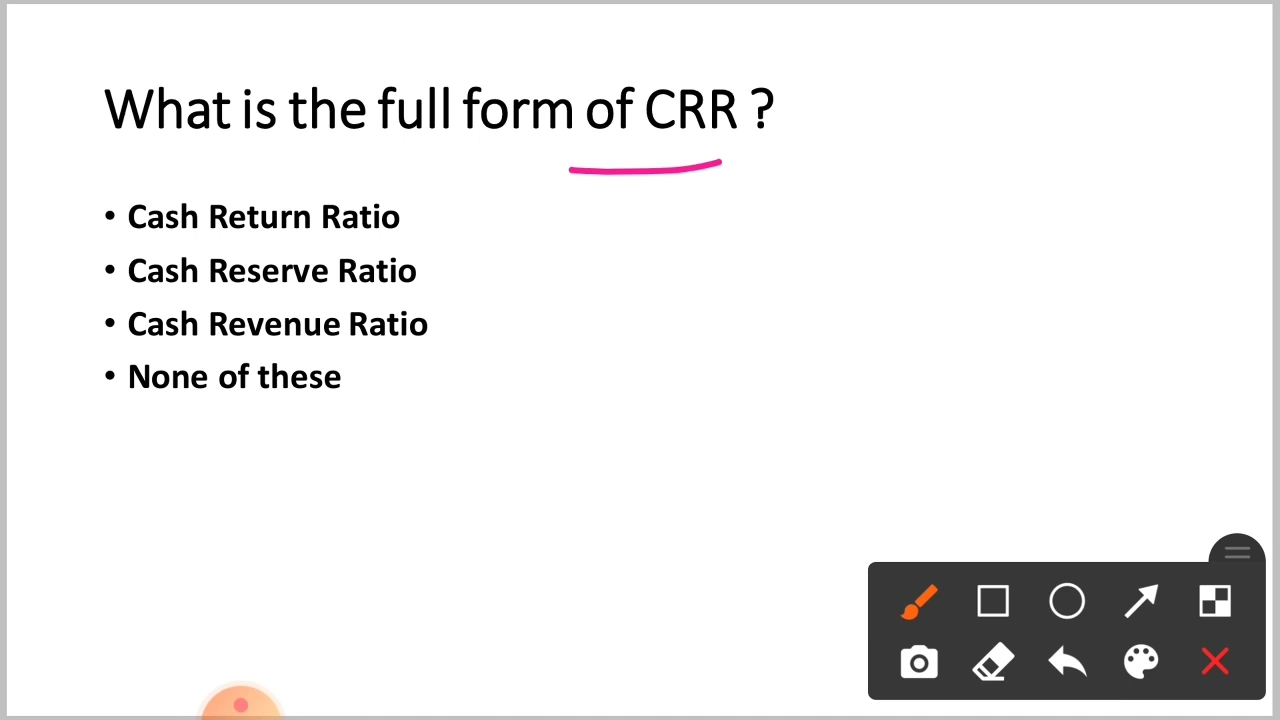 What is the full form of CRR ?
• Cash Return Ratio
• Cash Reserve Ratio
• Cash Revenue Ratio
• None of these